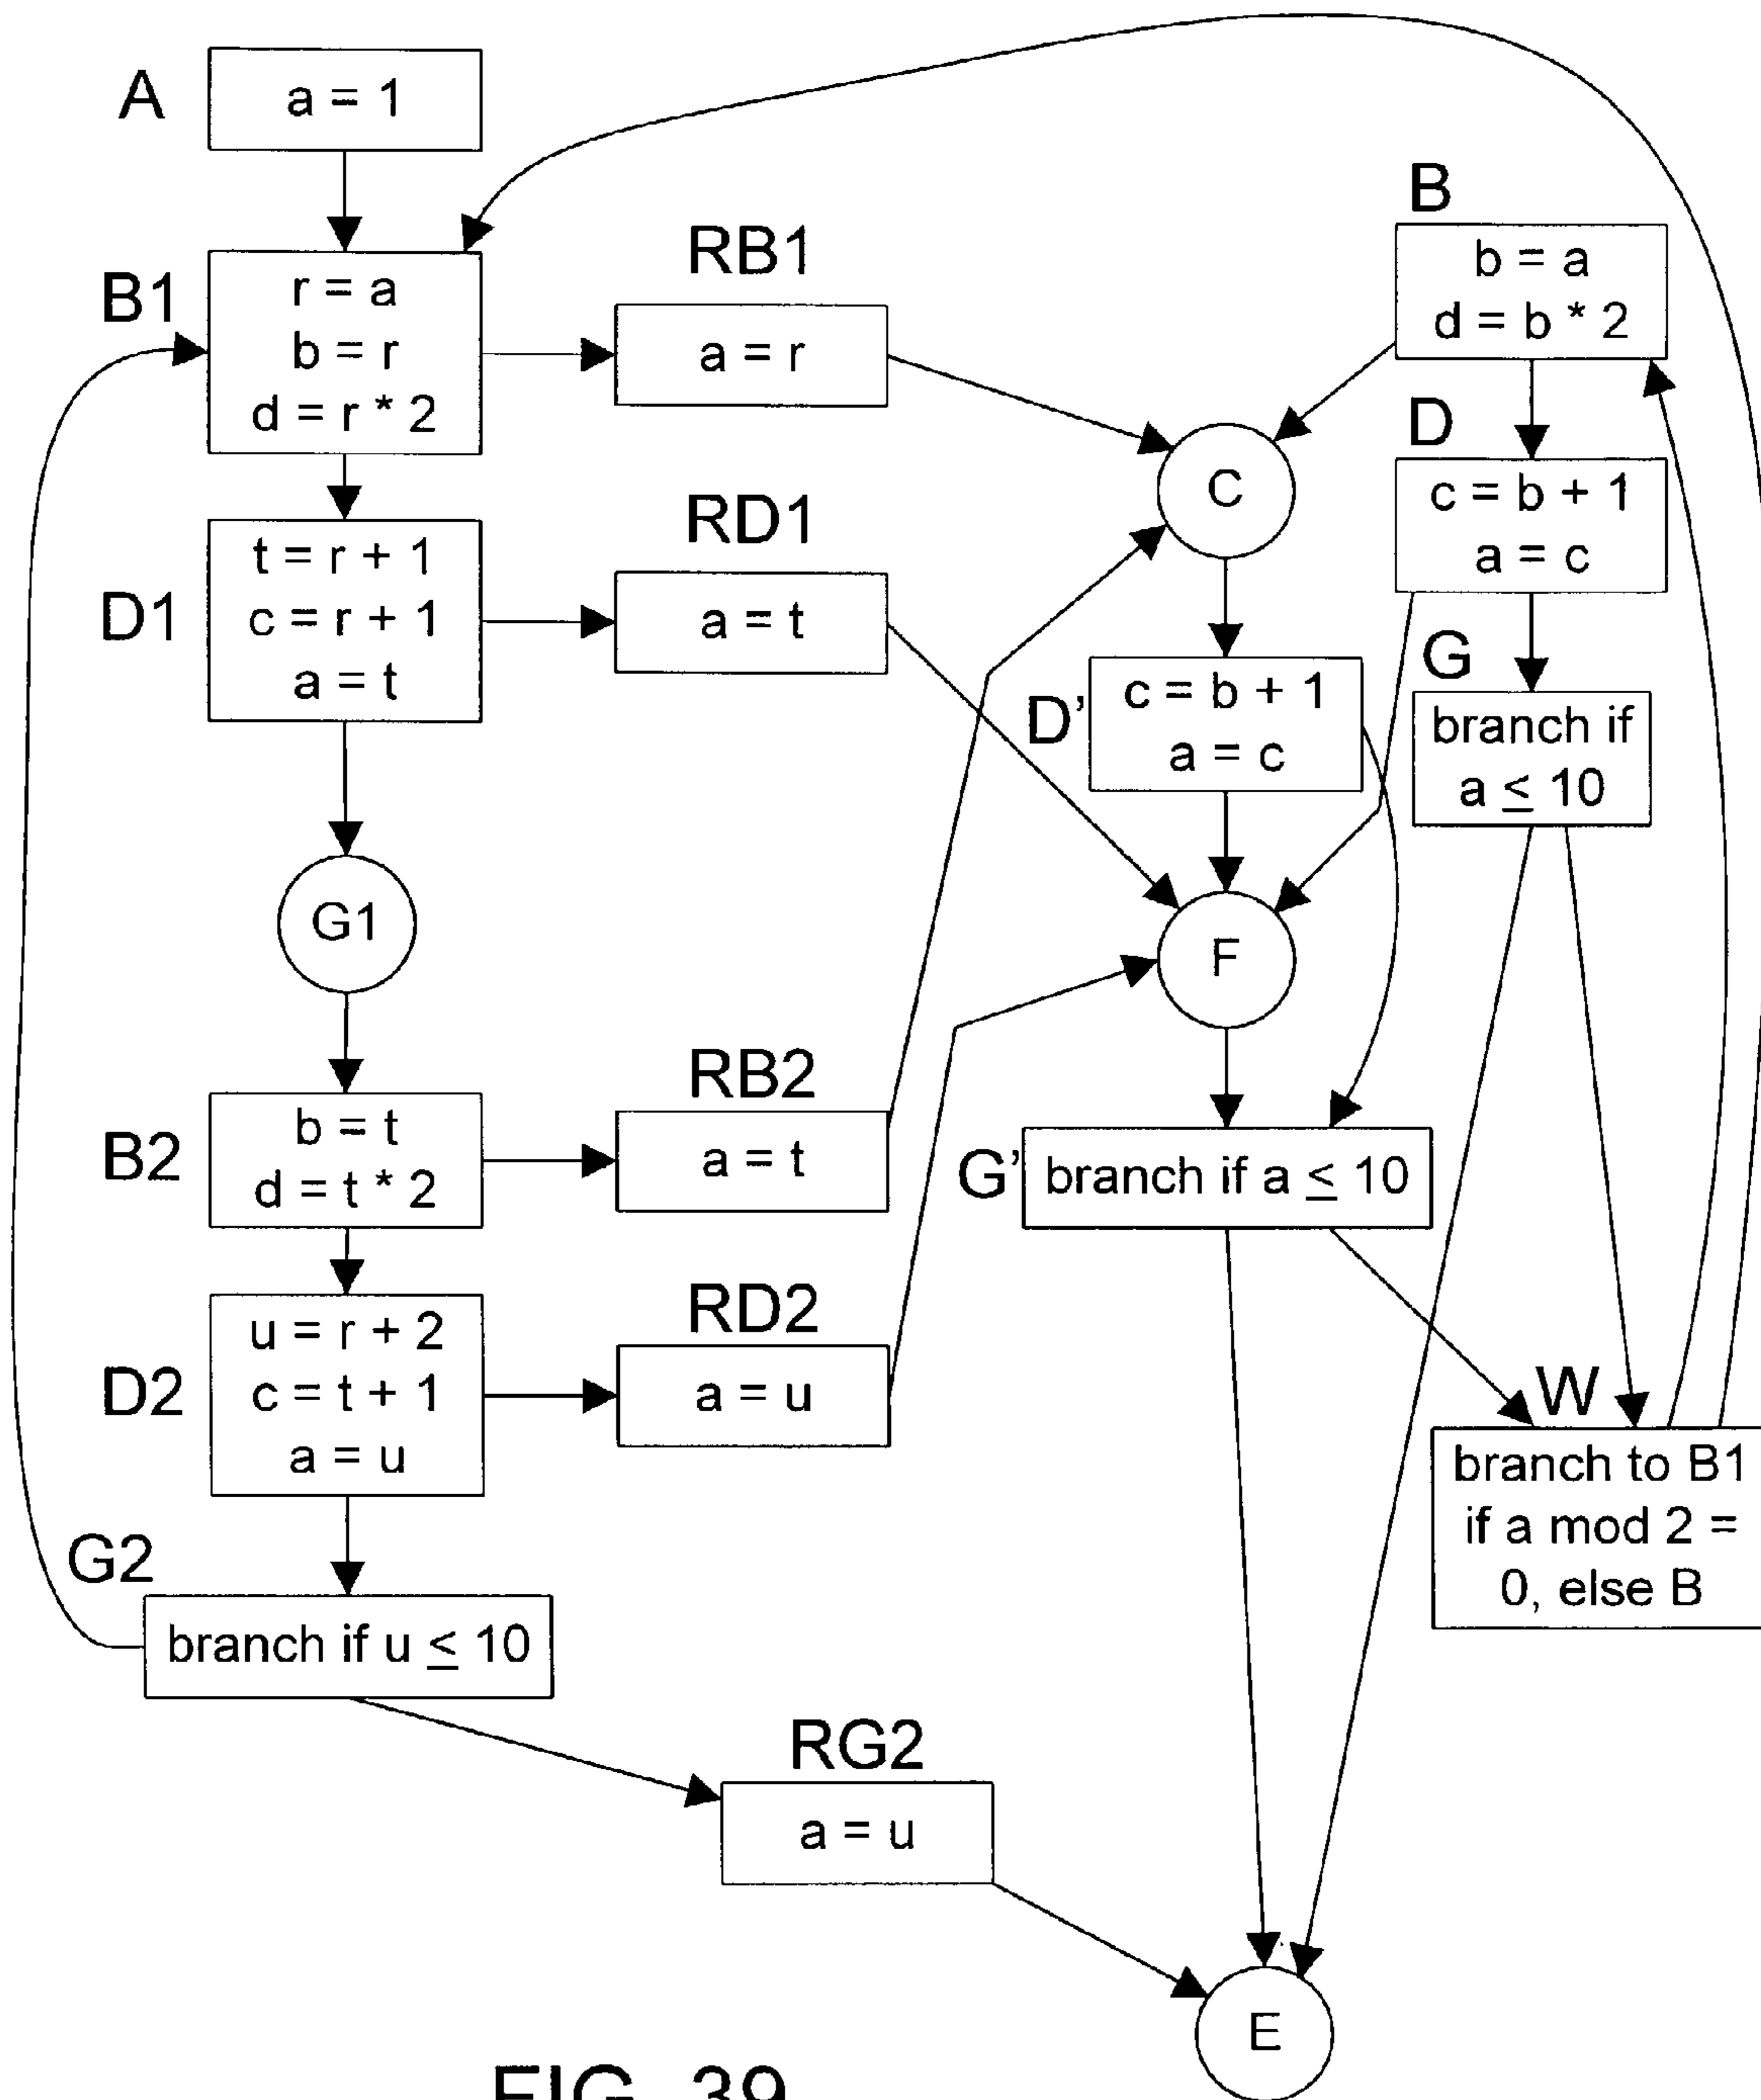 A
a = 1
B
b = a
d = b * 2
RB1
B1
r = a
b = r
d = r * 2
a = r
D
c = b + 1
a = c
C
RD1
D1
t = r + 1
c = r + 1
a = t
a = t
G
branch if
a ≤ 10
D'
c = b + 1
a = c
G1
F
RB2
B2
b = t
d = t * 2
a = t
G'
branch if a ≤ 10
RD2
D2
u = r + 2
c = t + 1
a = u
a = u
W
branch to B1
if a mod 2 =
0, else B
G2
branch if u ≤ 10
RG2
a = u
E
FIG. 39